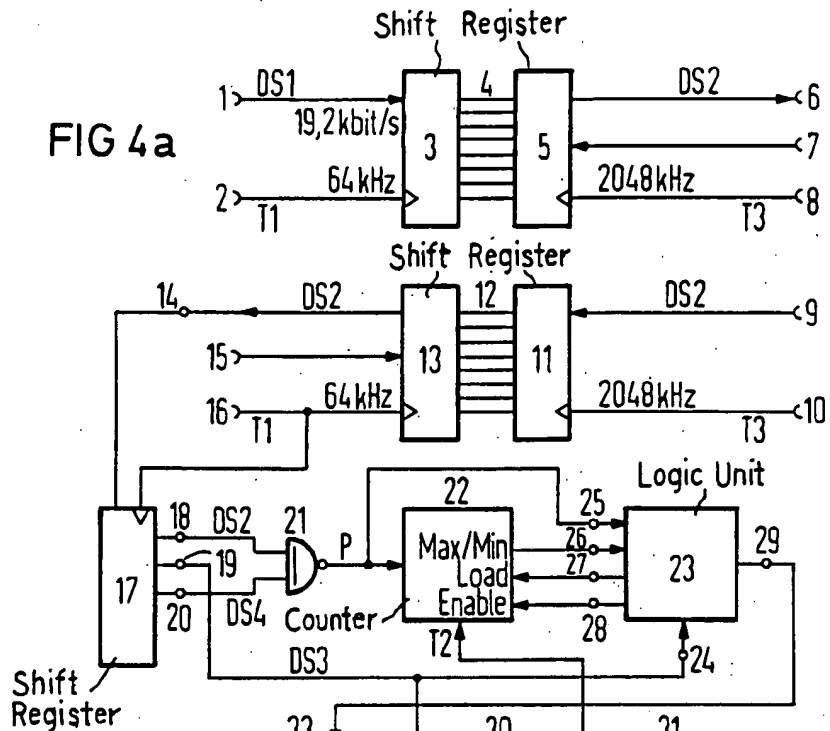 Shift Register
1 DS1 4 DS2 6
19,2kbit/s
FIG 4a
3 5 7
2 64kHz 2048kHz 8
T1 T3
Shift Register
14 DS2 12 DS2 9
15 13 11
16 64kHz 2048kHz 10
T1 T3
Logic Unit
22 25
18 DS2 21 P 26 29
19 Max/Min 27 23
17 Load
20 DS4 Enable
Counter T2 28
DS3 24
Shift
Register